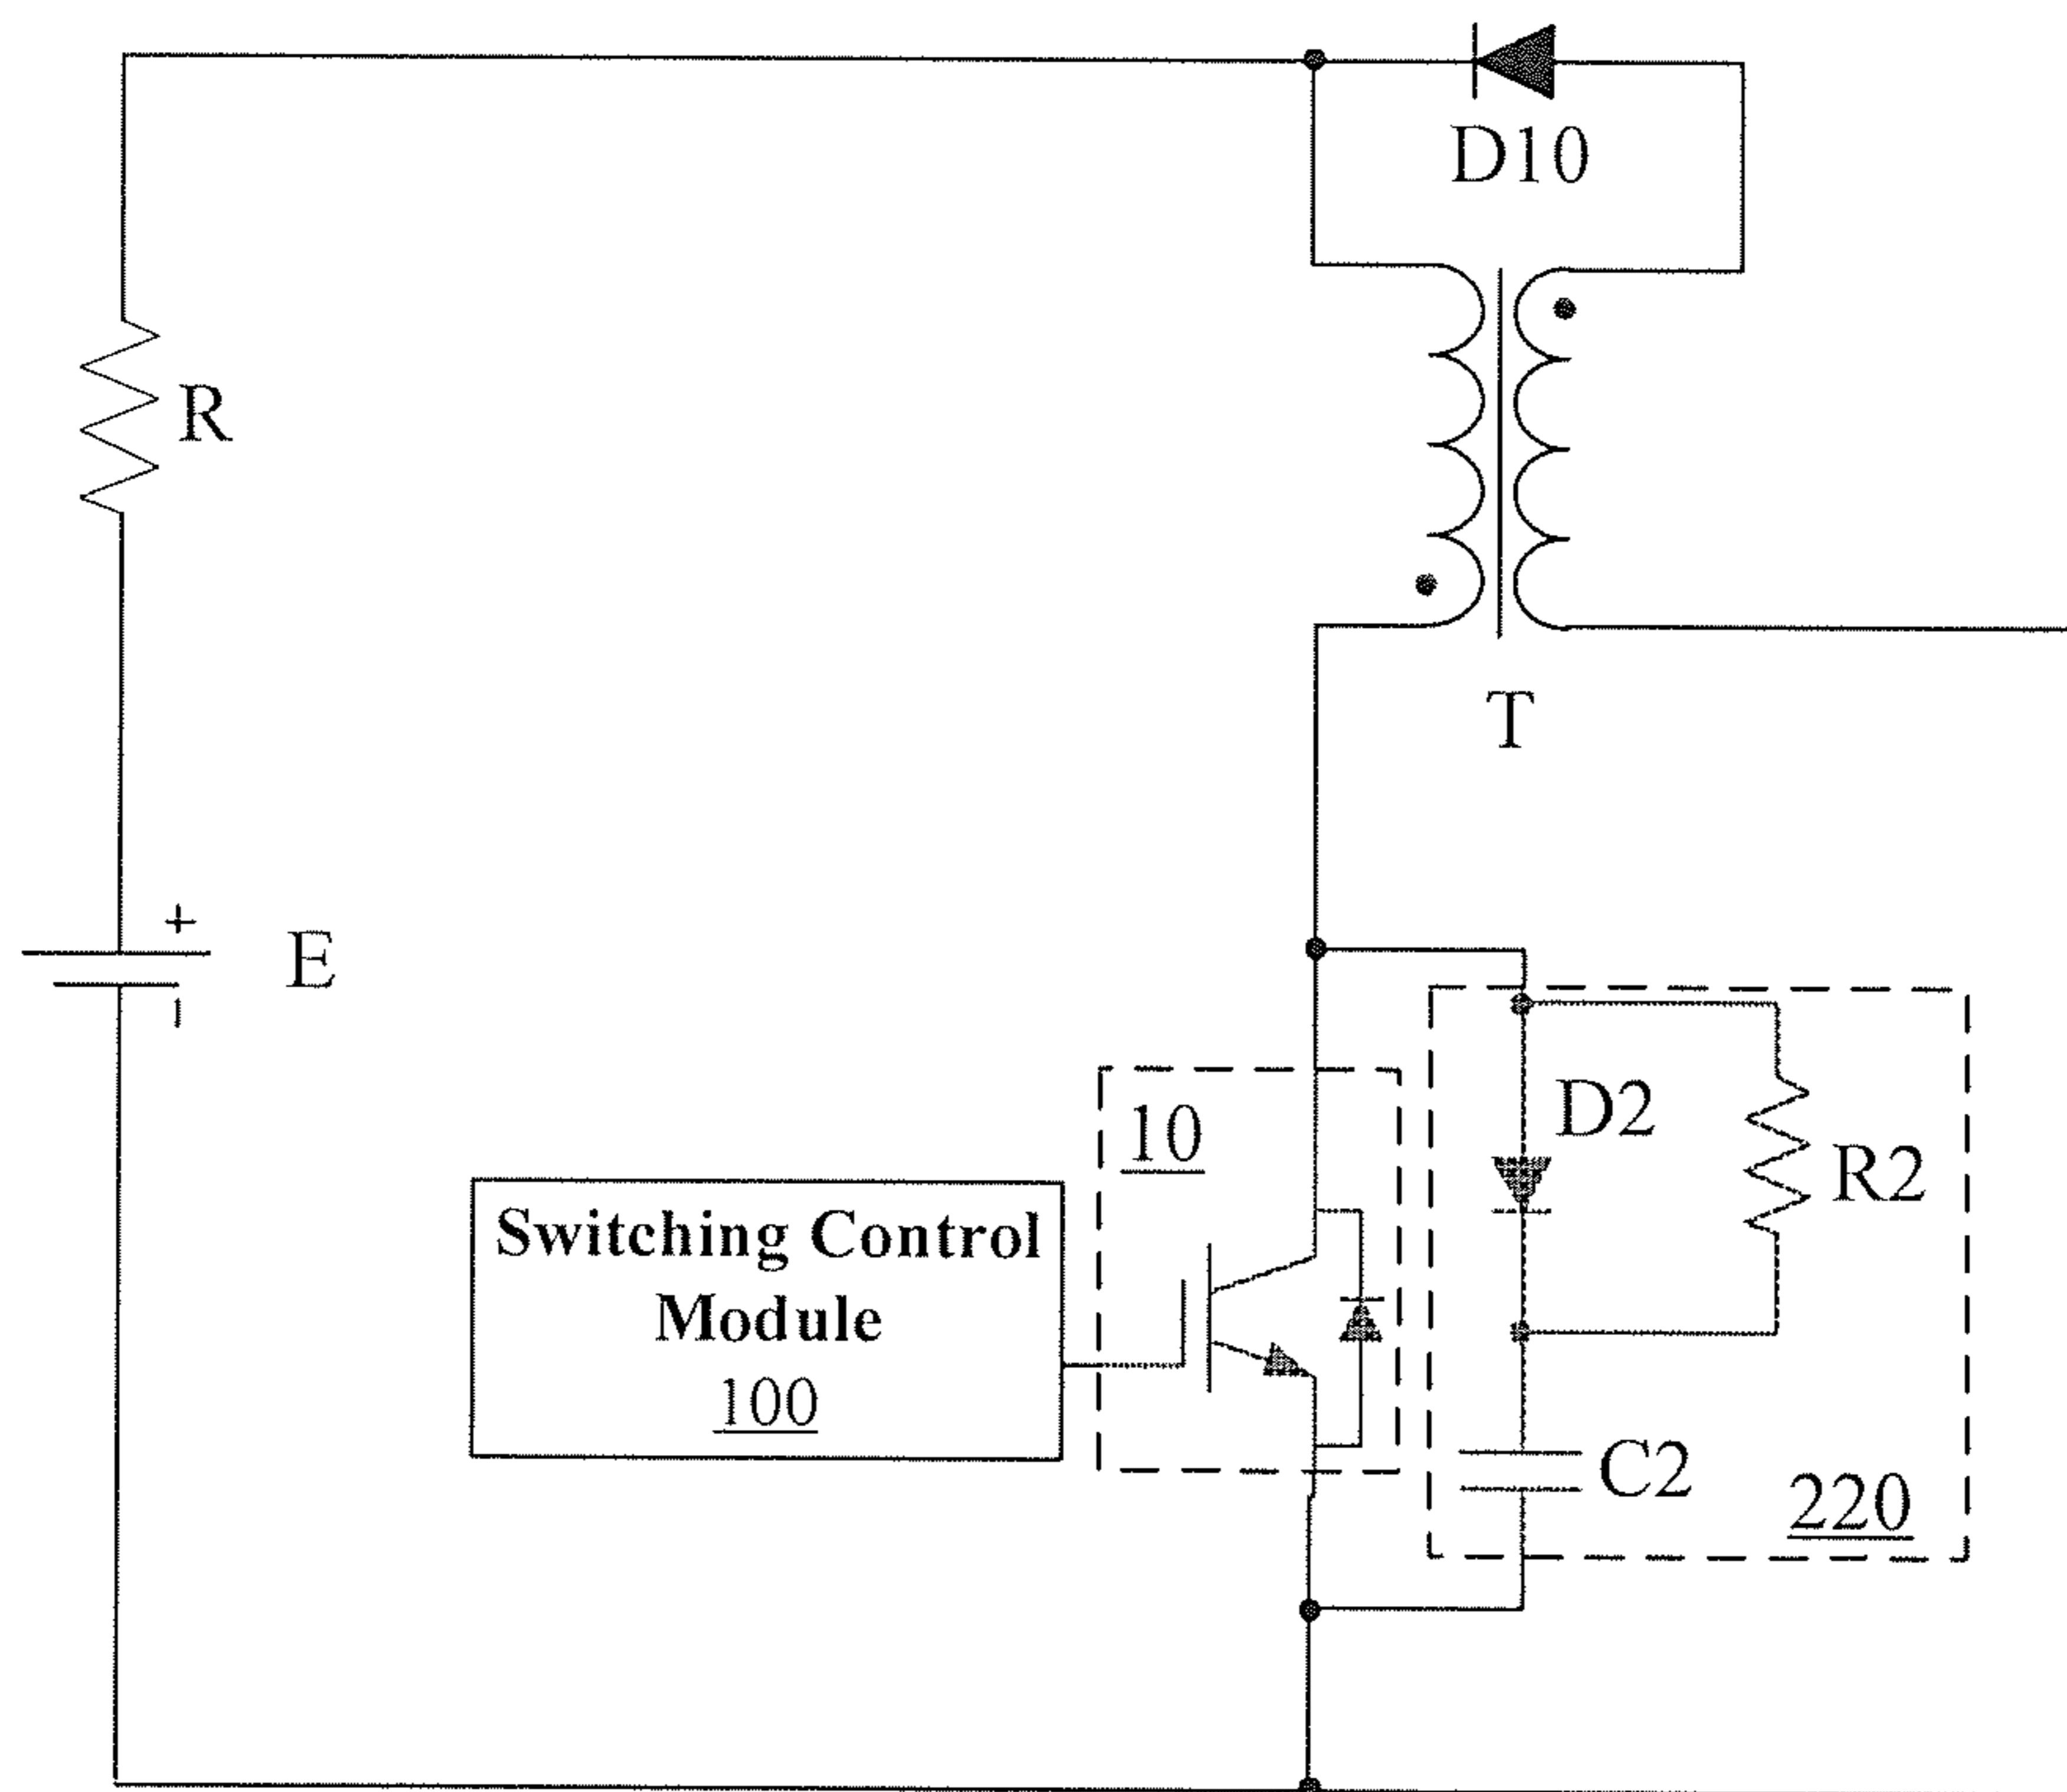 D10
R
T
+
E
-
10
D2
R2
Switching Control
Module
100
C2
220